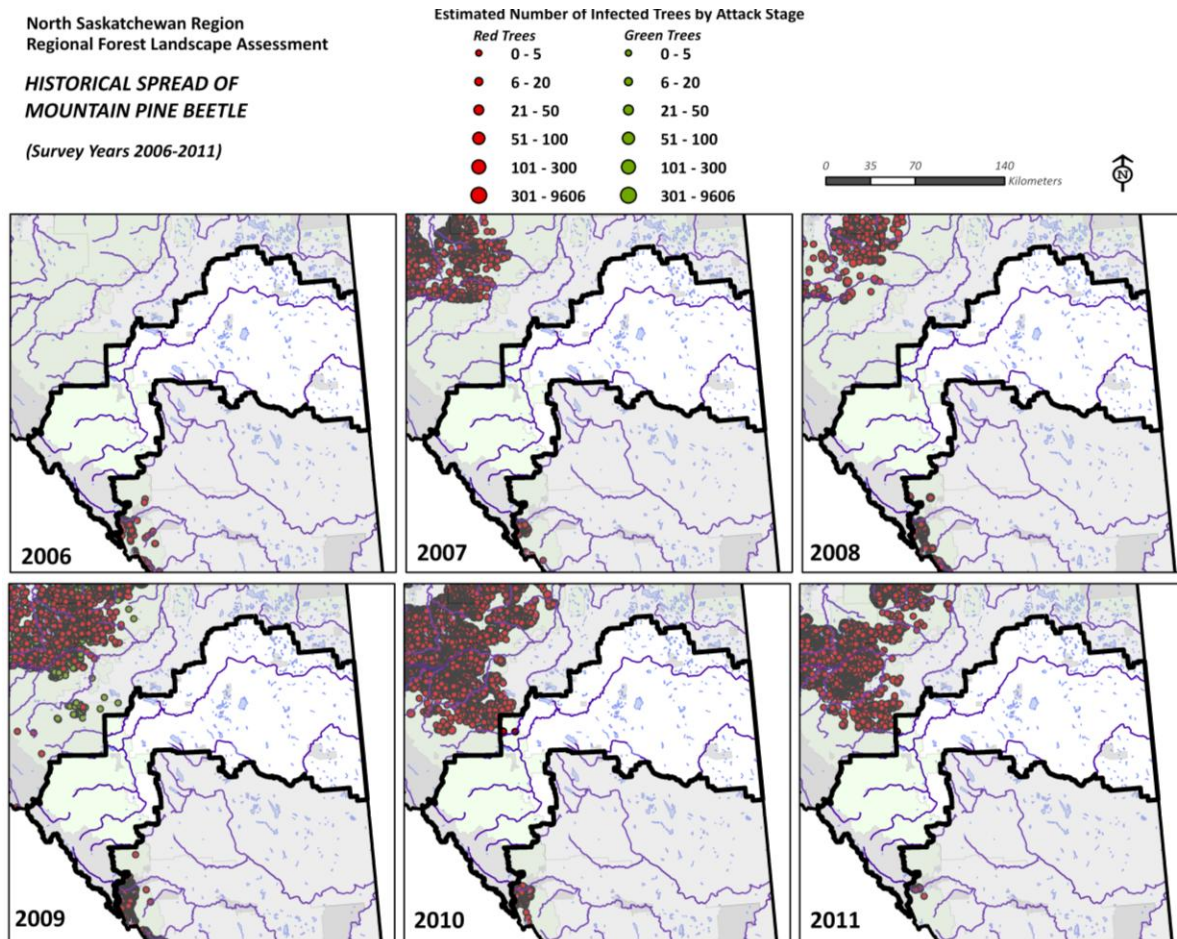 North Saskatchewan Region
Regional Forest Landscape Assessment
HISTORICAL SPREAD OF
MOUNTAIN PINE BEETLE
(Survey Years 2006-2011)
Estimated Number of Infected Trees by Attack Stage
Red Trees Green Trees
0 - 5 0 - 5
6 - 20 6 - 20
21 - 50 21 - 50
51 - 100 51 - 100
101 - 300 101 - 300
301 - 9606 301 - 9606
0 35 70 140
Kilometers
N
2006 2007 2008
2009 2010 2011